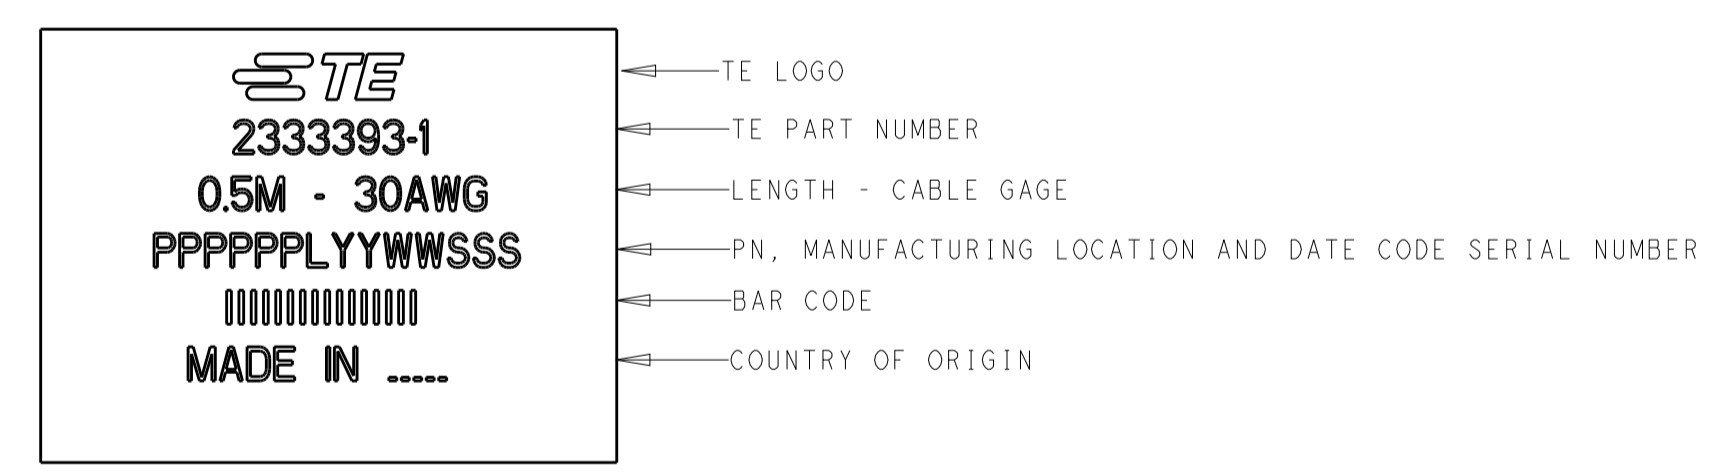 TE
TE LOGO
2333393-1
TE PART NUMBER
0.5M - 30AWG
LENGTH - CABLE GAGE
PPPPPPLYYWWSSS
PN, MANUFACTURING LOCATION AND DATE CODE SERIAL NUMBER
BAR CODE
MADE IN _____
COUNTRY OF ORIGIN